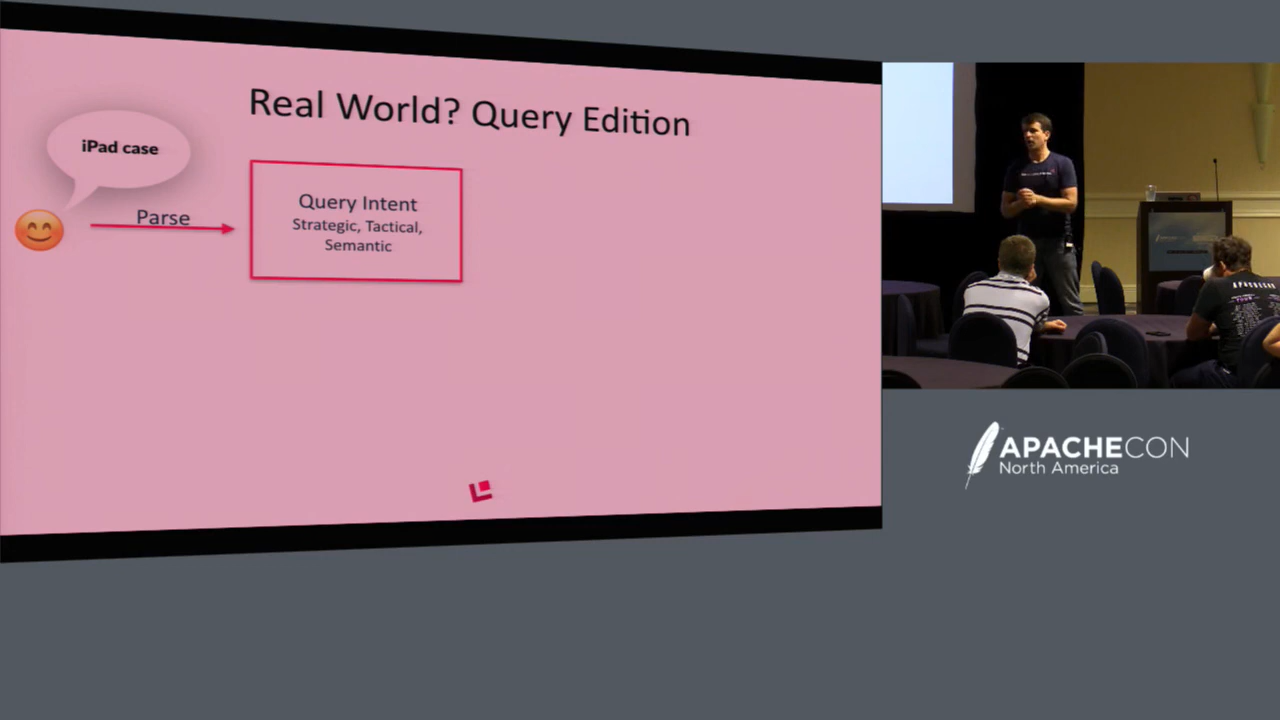 Real World? Query Edition
iPad case
Parse
Query Intent
Strategic, Tactical,
Semantic
APACHECON
North America